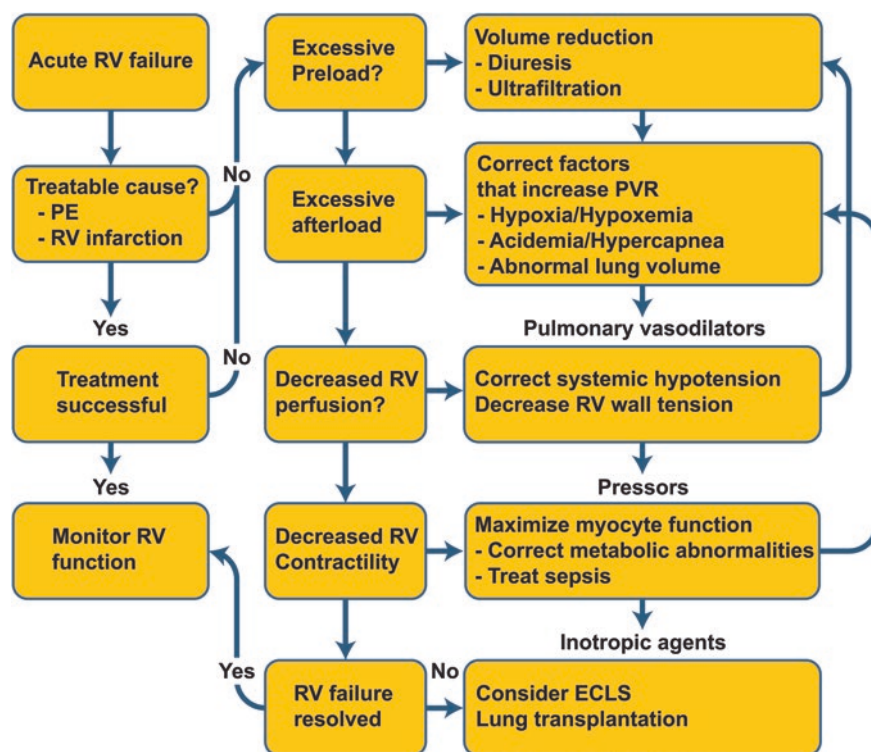 Acute RV failure
Treatable cause?
- PE
- RV infarction
No
Yes
Treatment
successful
No
Yes
Monitor RV
function
Excessive
Preload?
Volume reduction
- Diuresis
- Ultrafiltration
Excessive
afterload
Correct factors
that increase PVR
- Hypoxia/Hypoxemia
- Acidemia/Hypercapnea
- Abnormal lung volume
Pulmonary vasodilators
Decreased RV
perfusion?
Correct systemic hypotension
Decrease RV wall tension
Pressors
Decreased RV
Contractility
Maximize myocyte function
- Correct metabolic abnormalities
- Treat sepsis
Inotropic agents
Yes
RV failure
resolved
No
Consider ECLS
Lung transplantation